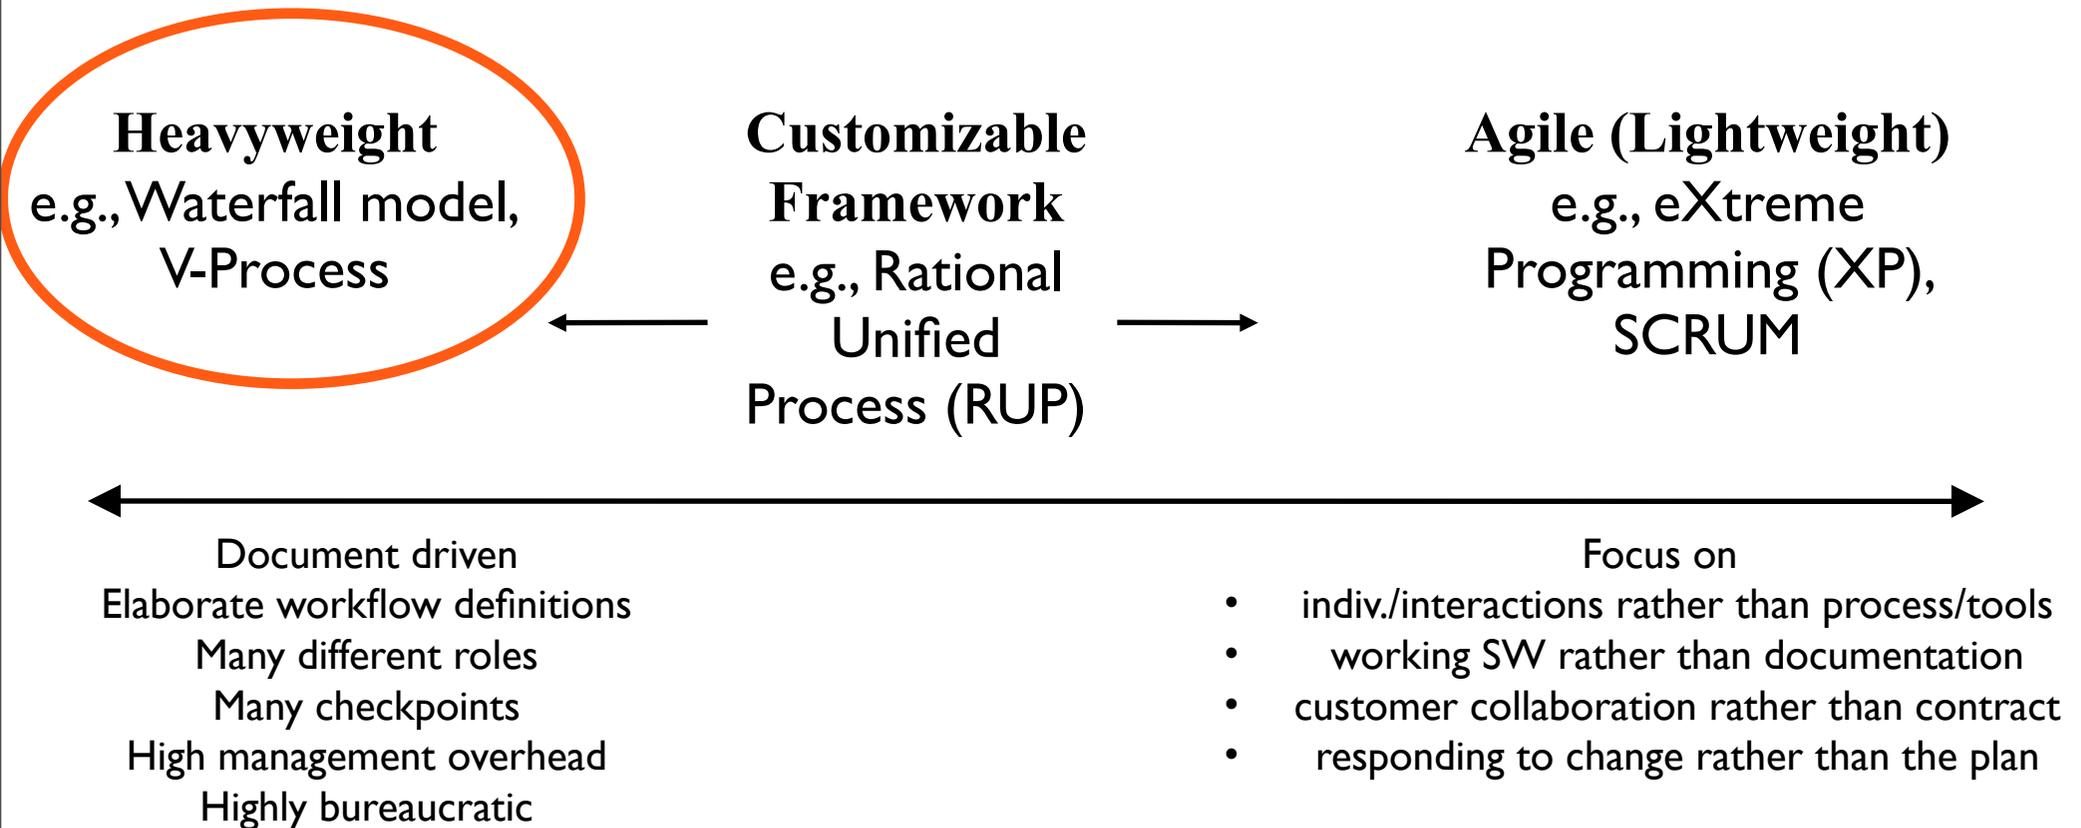 Heavyweight
e.g., Waterfall model,
V-Process
Customizable
Framework
e.g., Rational
Unified
Process (RUP)
Agile (Lightweight)
e.g., eXtreme
Programming (XP),
SCRUM
Document driven
Elaborate workflow definitions
Many different roles
Many checkpoints
High management overhead
Highly bureaucratic
Focus on
• indiv./interactions rather than process/tools
• working SW rather than documentation
• customer collaboration rather than contract
• responding to change rather than the plan